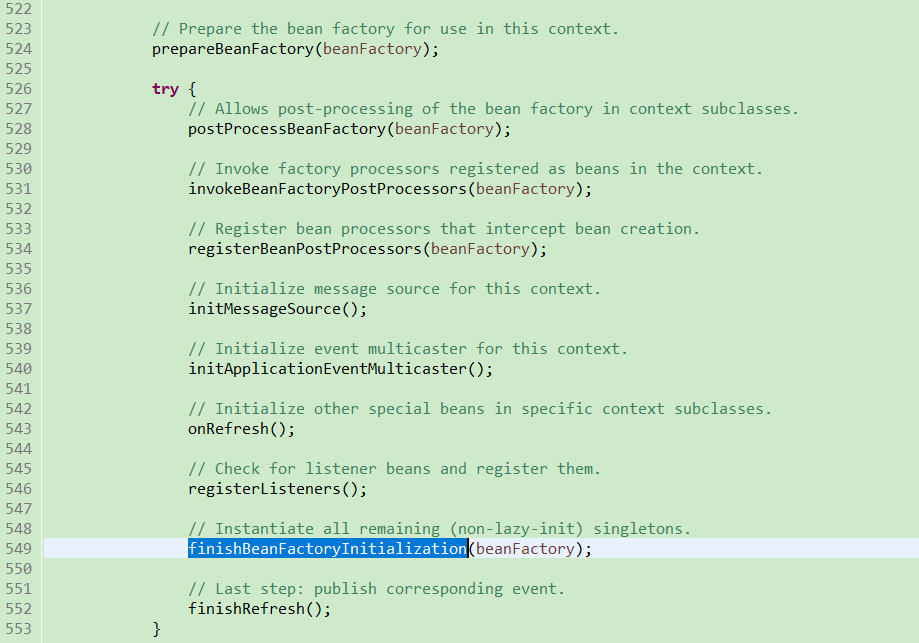 522
523 // Prepare the bean factory for use in this context.
524 prepareBeanFactory(beanFactory);
525
526 try {
527 // Allows post-processing of the bean factory in context subclasses.
528 postProcessBeanFactory(beanFactory);
529
530 // Invoke factory processors registered as beans in the context.
531 invokeBeanFactoryPostProcessors(beanFactory);
532
533 // Register bean processors that intercept bean creation.
534 registerBeanPostProcessors(beanFactory);
535
536 // Initialize message source for this context.
537 initMessageSource();
538
539 // Initialize event multicaster for this context.
540 initApplicationEventMulticaster();
541
542 // Initialize other special beans in specific context subclasses.
543 onRefresh();
544
545 // Check for listener beans and register them.
546 registerListeners();
547
548 // Instantiate all remaining (non-lazy-init) singletons.
549 finishBeanFactoryInitialization(beanFactory);
550
551 // Last step: publish corresponding event.
552 finishRefresh();
553 }